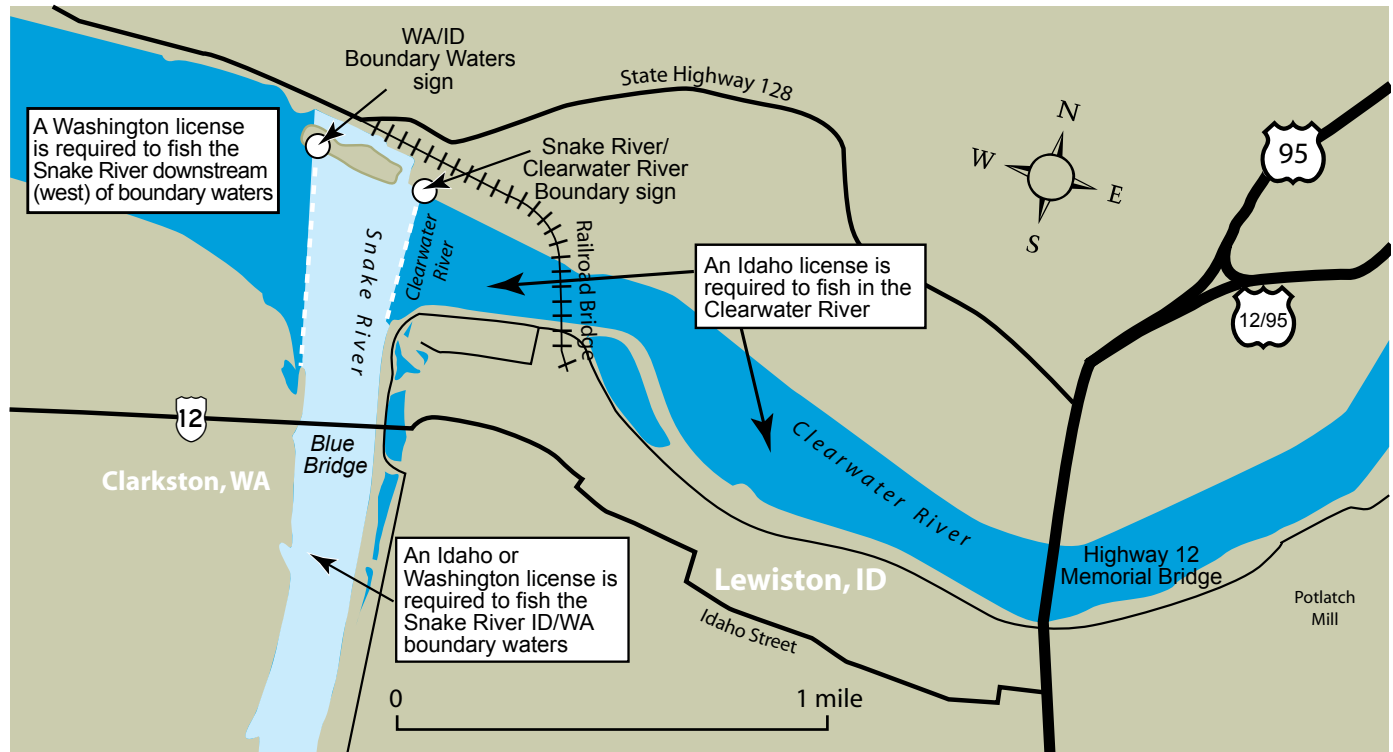 WA/ID
Boundary Waters
sign
State Highway 128
A Washington license
is required to fish the
Snake River downstream
(west) of boundary waters
Snake River/
Clearwater River
Boundary sign
N
W
E
S
95
12/95
Snake River
Clearwater
River
Railroad Bridge
An Idaho license is
required to fish in the
Clearwater River
12
Blue
Bridge
Clarkston, WA
Clearwater River
An Idaho or
Washington license is
required to fish the
Snake River ID/WA
boundary waters
Lewiston, ID
Idaho Street
Highway 12
Memorial Bridge
Potlatch
Mill
0
1 mile